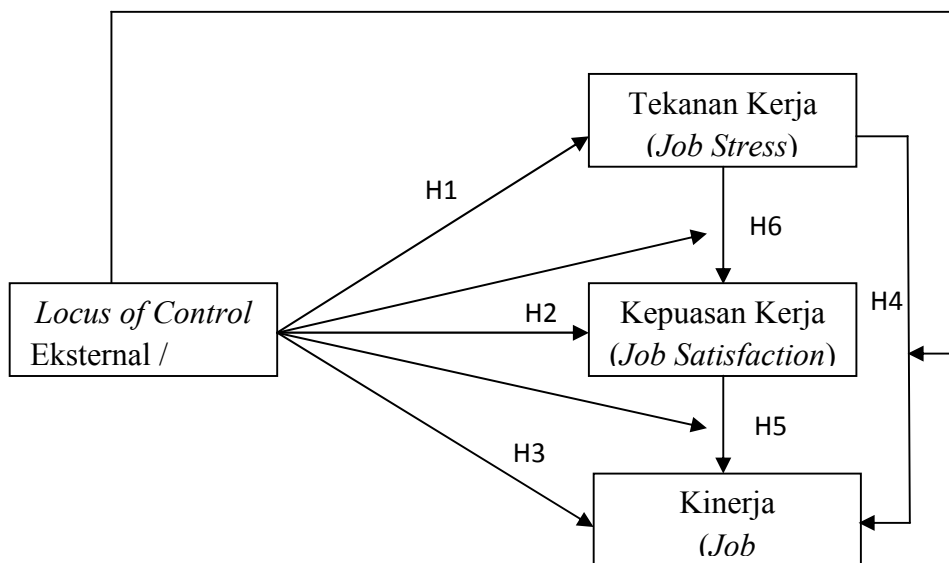 Tekanan Kerja
(Job Stress)
H1
H6
Locus of Control
Eksternal /
H2
Kepuasan Kerja
(Job Satisfaction)
H4
H3
H5
Kinerja
(Job